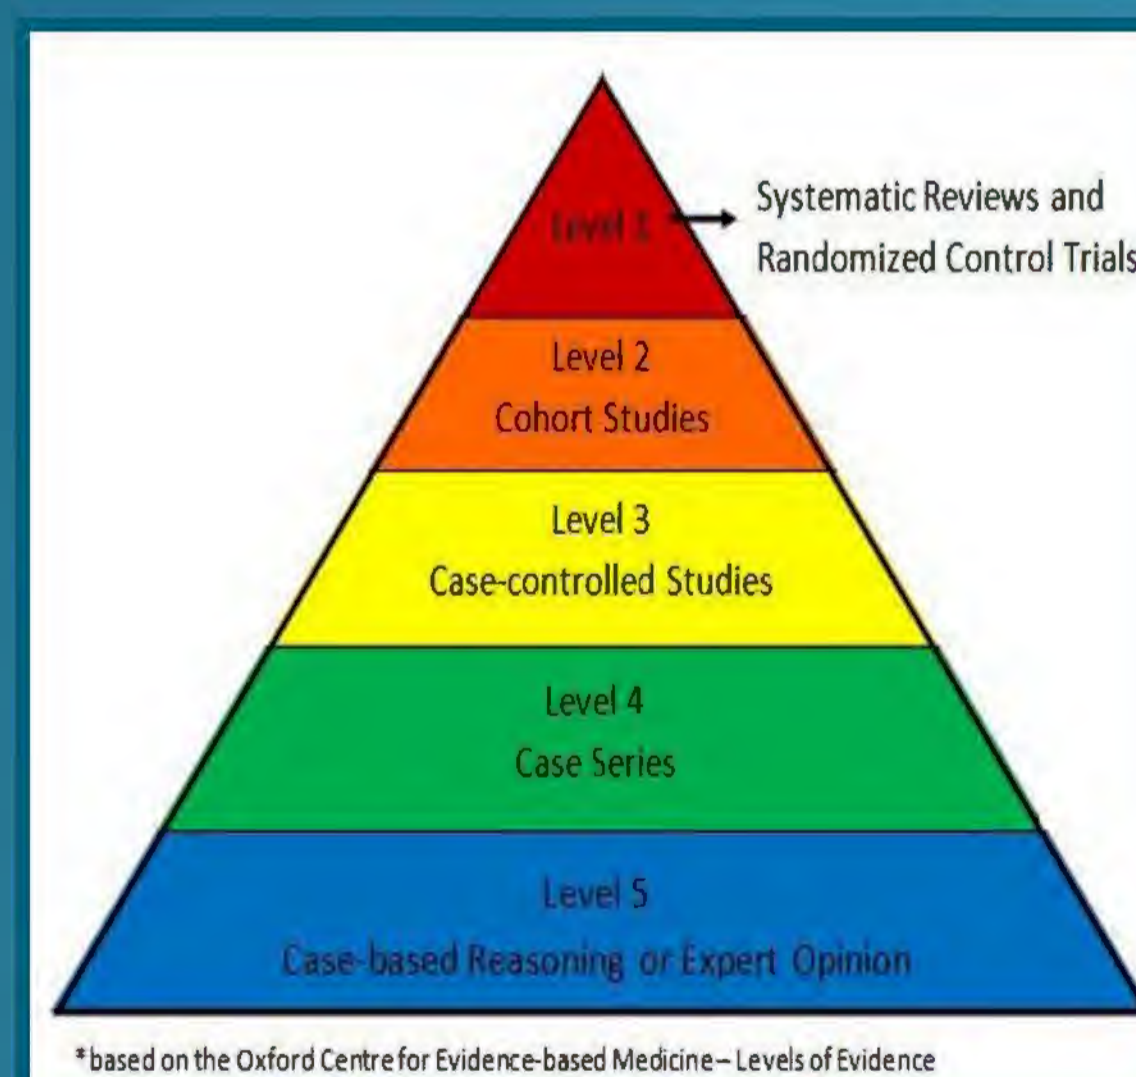 Level 1
Systematic Reviews and
Randomized Control Trials
Level 2
Cohort Studies
Level 3
Case-controlled Studies
Level 4
Case Series
Level 5
Case-based Reasoning or Expert Opinion
*based on the Oxford Centre for Evidence-based Medicine – Levels of Evidence